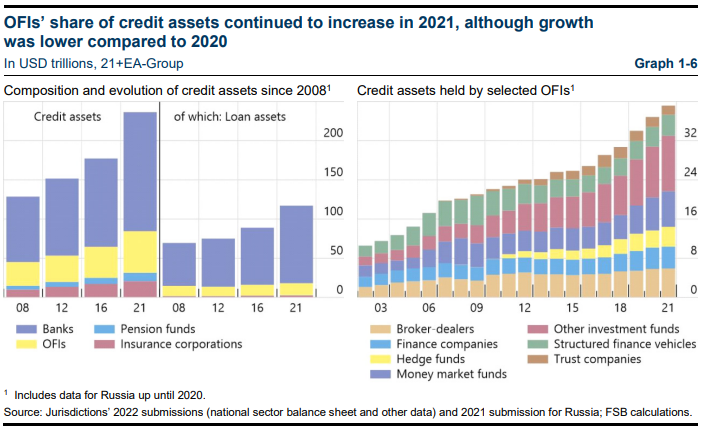 OFIs' share of credit assets continued to increase in 2021, although growth
was lower compared to 2020
In USD trillions, 21+EA-Group
Graph 1-6
Composition and evolution of credit assets since 2008¹
Credit assets
of which: Loan assets
200
150
100
50
0
08 12 16 21 08 12 16 21
Banks
Pension funds
OFIs
Insurance corporations
Credit assets held by selected OFIs¹
32
24
16
8
0
03 06 09 12 15 18 21
Broker-dealers
Other investment funds
Finance companies
Structured finance vehicles
Hedge funds
Trust companies
Money market funds
¹ Includes data for Russia up until 2020.
Source: Jurisdictions' 2022 submissions (national sector balance sheet and other data) and 2021 submission for Russia; FSB calculations.